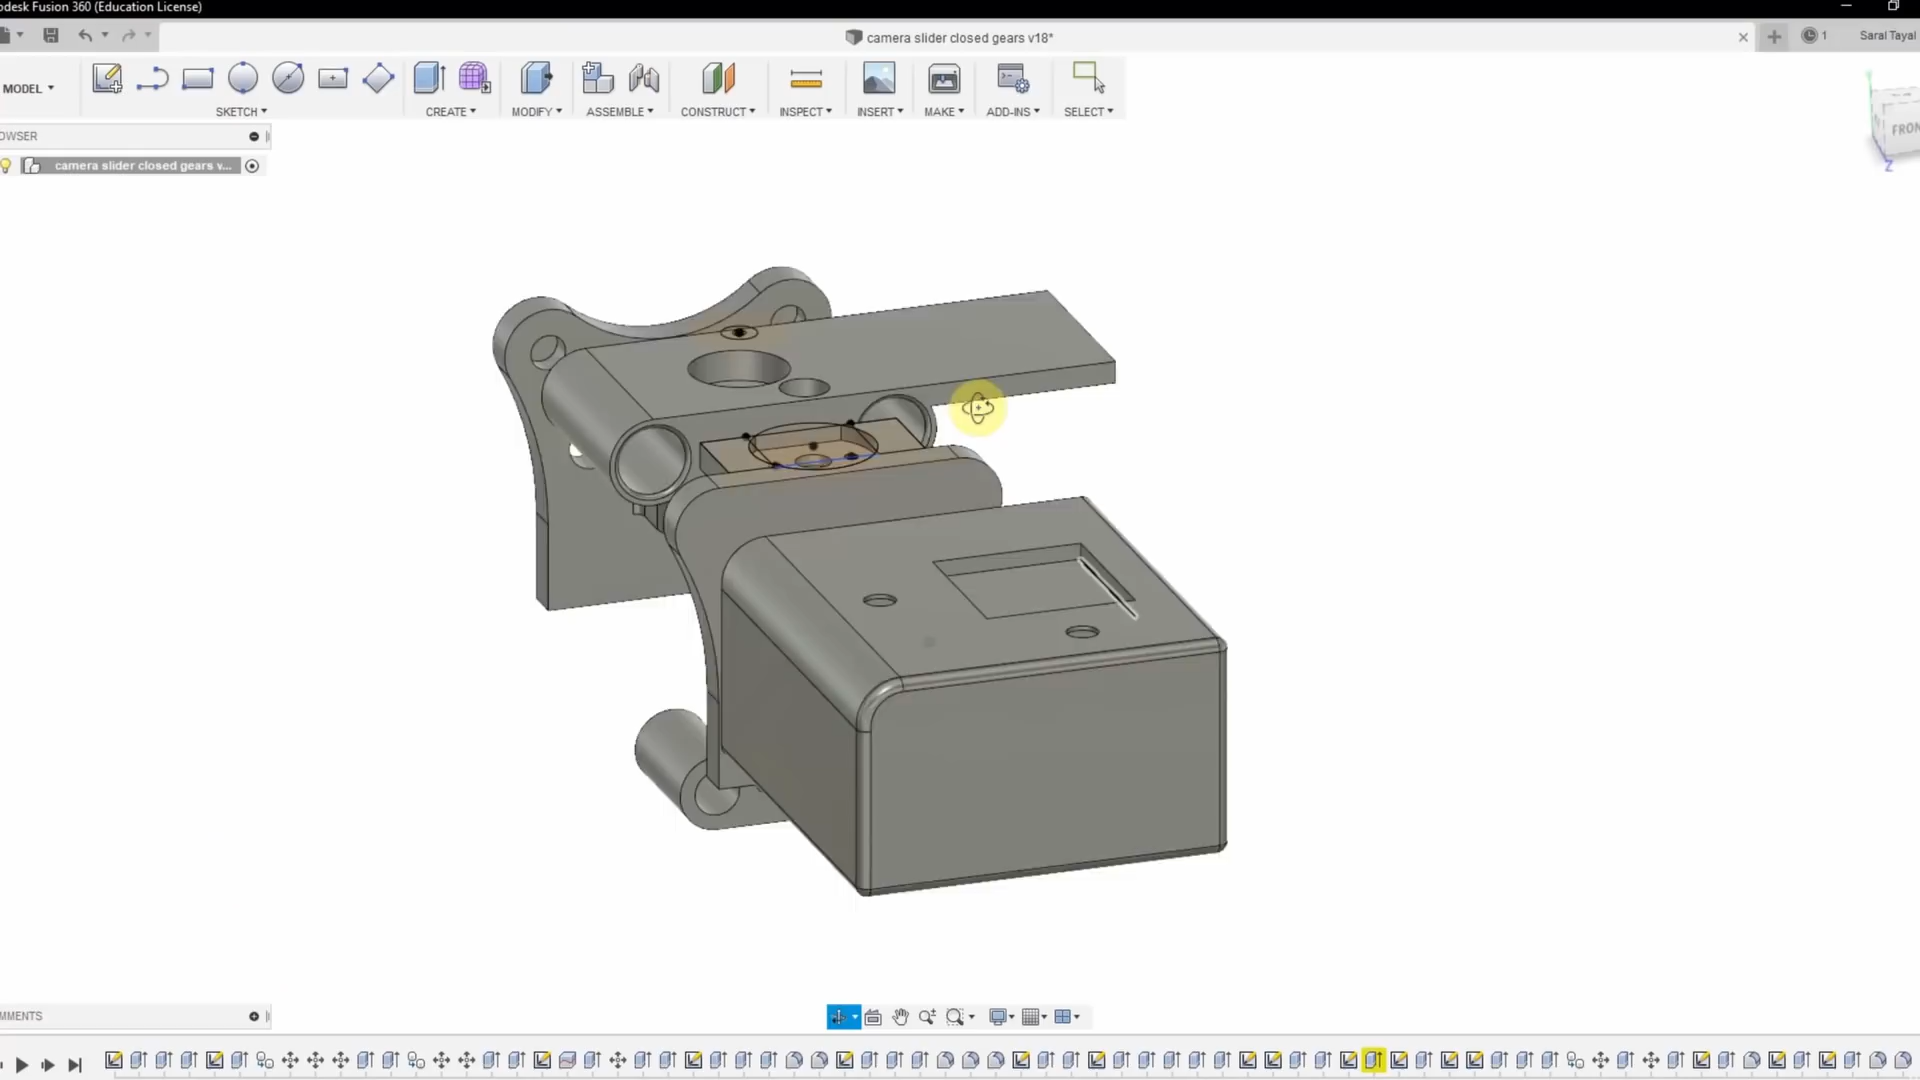 odesk Fusion 360 (Education License)
camera slider closed gears v18*
1
Saral Tayal
MODEL
SKETCH
CREATE
MODIFY
ASSEMBLE
CONSTRUCT
INSPECT
INSERT
MAKE
ADD-INS
SELECT
FRON
Z
OWSER
camera slider closed gears v...
MMENTS